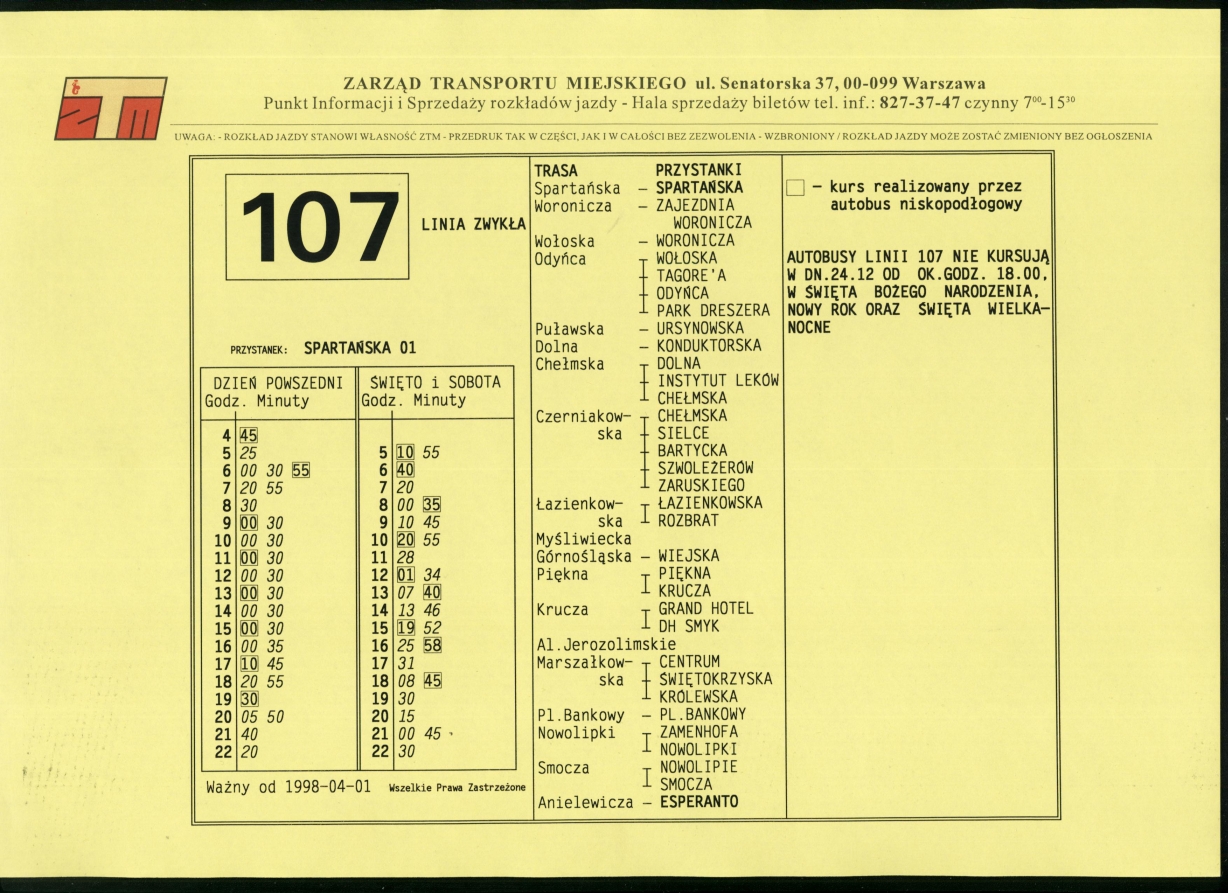 ZARZĄD TRANSPORTU MIEJSKIEGO ul. Senatorska 37, 00-099 Warszawa
Punkt Informacji i Sprzedaży rozkładów jazdy - Hala sprzedaży biletów tel. inf.: 827-37-47 czynny 7⁰⁰-15³⁰
UWAGA: - ROZKŁAD JAZDY STANOWI WŁASNOŚĆ ZTM - PRZEDRUK TAK W CZĘŚCI, JAK I W CAŁOŚCI BEZ ZEZWOLENIA - WZBRONIONY / ROZKŁAD JAZDY MOŻE ZOSTAĆ ZMIENIONY BEZ OGŁOSZENIA
ZTM
107
LINIA ZWYKŁA
PRZYSTANEK: SPARTAŃSKA 01
DZIEŃ POWSZEDNI
Godz. Minuty
4 45
5 25
6 00 30 55
7 20 55
8 30
9 00 30
10 00 30
11 00 30
12 00 30
13 00 30
14 00 30
15 00 30
16 00 35
17 10 45
18 20 55
19 30
20 05 50
21 40
22 20
ŚWIĘTO i SOBOTA
Godz. Minuty
5 10 55
6 40
7 20
8 00 35
9 10 45
10 20 55
11 28
12 01 34
13 07 40
14 13 46
15 19 52
16 25 58
17 31
18 08 45
19 30
20 15
21 00 45
22 30
Ważny od 1998-04-01 Wszelkie Prawa Zastrzeżone
TRASA PRZYSTANKI
Spartańska – SPARTAŃSKA
Woronicza – ZAJEZDNIA
WORONICZA
Wołoska – WORONICZA
Odyńca WOŁOSKA
TAGORE'A
ODYŃCA
PARK DRESZERA
Puławska – URSYNOWSKA
Dolna – KONDUKTORSKA
Chełmska DOLNA
INSTYTUT LEKÓW
CHEŁMSKA
Czerniakow- CHEŁMSKA
ska SIELCE
BARTYCKA
SZWOLEŻERÓW
ZARUSKIEGO
Łazienkow- ŁAZIENKOWSKA
ska ROZBRAT
Myśliwiecka
Górnośląska – WIEJSKA
Piękna PIĘKNA
KRUCZA
Krucza GRAND HOTEL
DH SMYK
Al.Jerozolimskie
Marszałkow- CENTRUM
ska ŚWIĘTOKRZYSKA
KRÓLEWSKA
Pl.Bankowy – PL.BANKOWY
Nowolipki ZAMENHOFA
NOWOLIPKI
Smocza NOWOLIPIE
SMOCZA
Anielewicza – ESPERANTO
– kurs realizowany przez
autobus niskopodłogowy
AUTOBUSY LINII 107 NIE KURSUJĄ
W DN.24.12 OD OK.GODZ. 18.00,
W ŚWIĘTA BOŻEGO NARODZENIA,
NOWY ROK ORAZ ŚWIĘTA WIELKA-
NOCNE